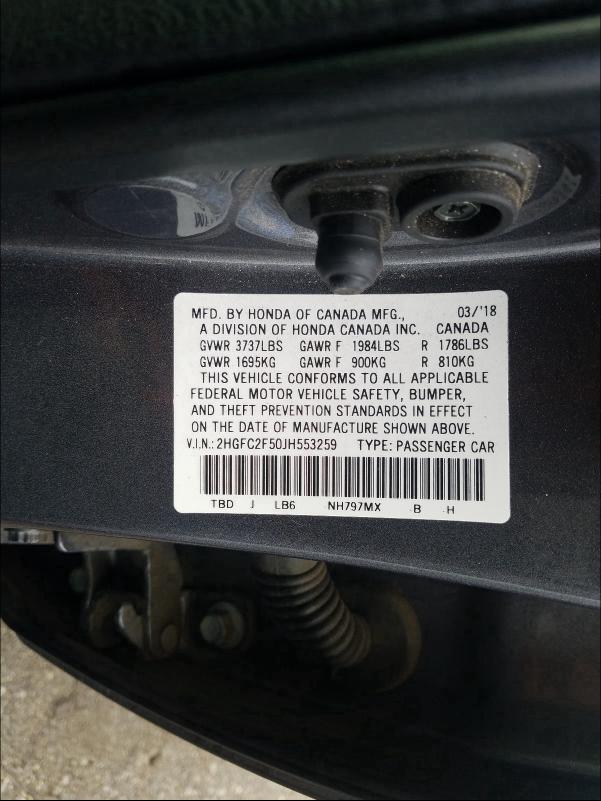 MFD. BY HONDA OF CANADA MFG., 03/'18
A DIVISION OF HONDA CANADA INC. CANADA
GVWR 3737LBS GAWR F 1984LBS R 1786LBS
GVWR 1695KG GAWR F 900KG R 810KG
THIS VEHICLE CONFORMS TO ALL APPLICABLE
FEDERAL MOTOR VEHICLE SAFETY, BUMPER,
AND THEFT PREVENTION STANDARDS IN EFFECT
ON THE DATE OF MANUFACTURE SHOWN ABOVE.
V.I.N.: 2HGFC2F50JH553259 TYPE: PASSENGER CAR
TBD J LB6 NH797MX B H